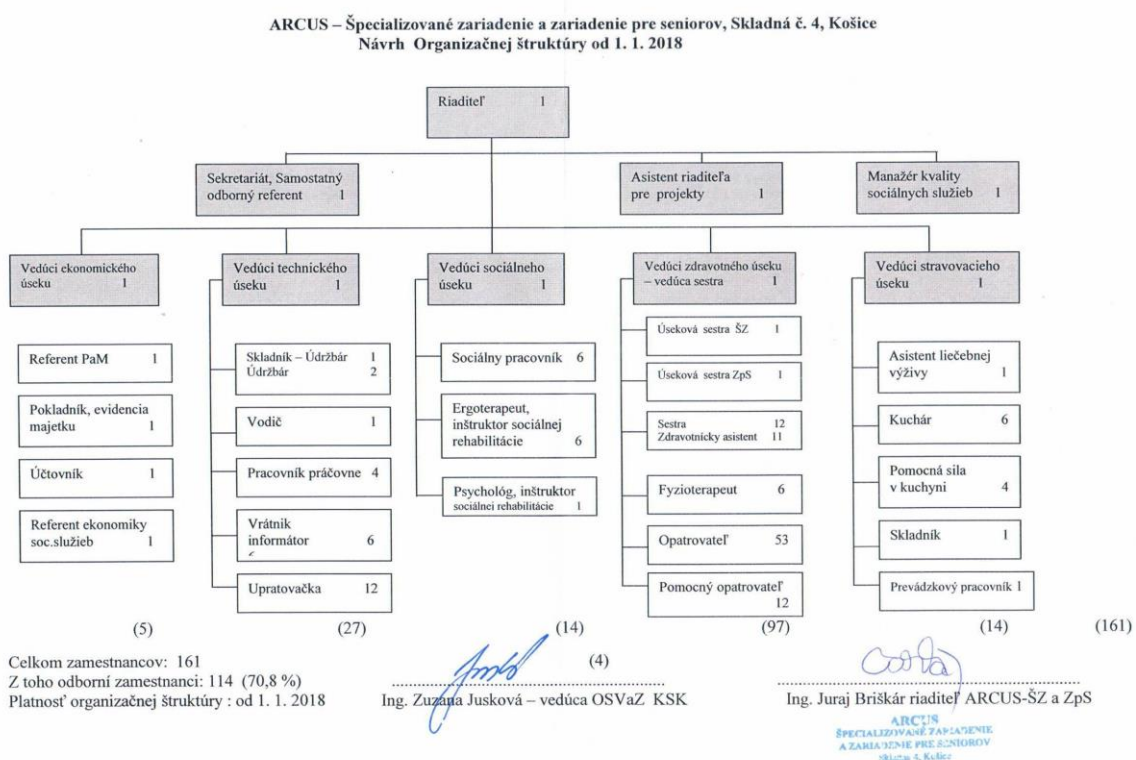 ARCUS – Špecializované zariadenie a zariadenie pre seniorov, Skladná č. 4, Košice
Návrh Organizačnej štruktúry od 1. 1. 2018
Riaditeľ 1
Sekretariát, Samostatný
odborný referent 1
Asistent riaditeľa
pre projekty 1
Manažér kvality
sociálnych služieb 1
Vedúci ekonomického
úseku 1
Referent PaM 1
Pokladník, evidencia
majetku 1
Účtovník 1
Referent ekonomiky
soc.služieb 1
(5)
Vedúci technického
úseku 1
Skladník – Údržbár 1
Údržbár 2
Vodič 1
Pracovník práčovne 4
Vrátnik
informátor 6
Upratovačka 12
(27)
Vedúci sociálneho
úseku 1
Sociálny pracovník 6
Ergoterapeut,
inštruktor sociálnej
rehabilitácie 6
Psychológ, inštruktor
sociálnej rehabilitácie 1
(14)
Vedúci zdravotného úseku
– vedúca sestra 1
Úseková sestra ŠZ 1
Úseková sestra ZpS 1
Sestra 12
Zdravotnícky asistent 11
Fyzioterapeut 6
Opatrovateľ 53
Pomocný opatrovateľ
12
(97)
Vedúci stravovacieho
úseku 1
Asistent liečebnej
výživy 1
Kuchár 6
Pomocná sila
v kuchyni 4
Skladník 1
Prevádzkový pracovník 1
(14)
(161)
(4)
Celkom zamestnancov: 161
Z toho odborní zamestnanci: 114 (70,8 %)
Platnosť organizačnej štruktúry : od 1. 1. 2018
Ing. Zuzana Jusková – vedúca OSVaZ KSK
Ing. Juraj Briškár riaditeľ ARCUS-ŠZ a ZpS
ARCUS
ŠPECIALIZOVANÉ ZARIADENIE
A ZARIADENIE PRE SENIOROV
Skladná 4, Košice